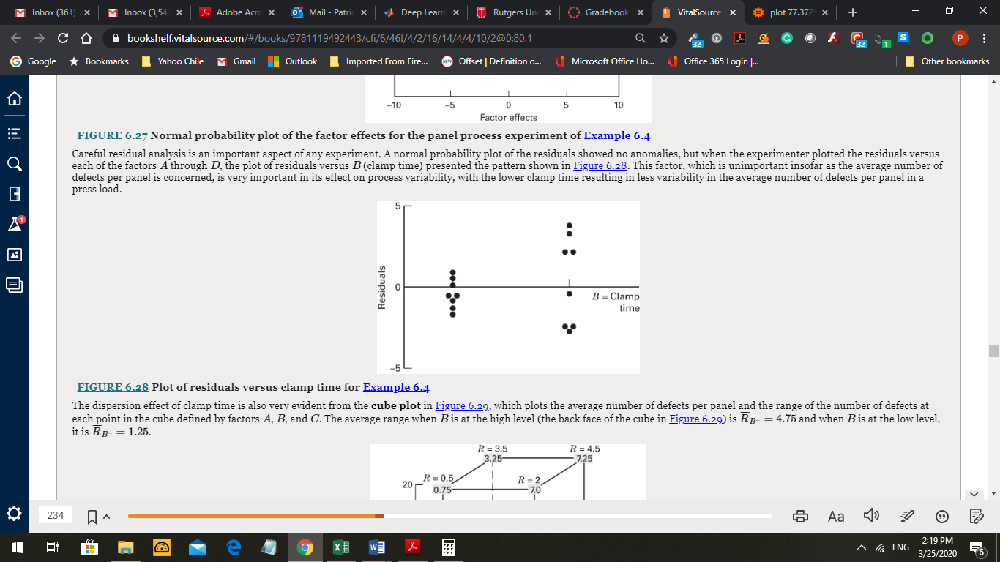 Inbox (361)
Inbox (3,54
Adobe Acro
Mail - Patric
Deep Learn
Rutgers Uni
Gradebook
VitalSource
plot 77.372
bookshelf.vitalsource.com/#/books/9781119492443/cfi/6/46!/4/2/16/14/4/4/10/2@0:80.1
32
32
1
S
P
Google
Bookmarks
Yahoo Chile
Gmail
Outlook
Imported From Fire...
Offset | Definition o...
Microsoft Office Ho...
Office 365 Login |...
Other bookmarks
−10 −5 0 5 10
Factor effects
FIGURE 6.27 Normal probability plot of the factor effects for the panel process experiment of Example 6.4
Careful residual analysis is an important aspect of any experiment. A normal probability plot of the residuals showed no anomalies, but when the experimenter plotted the residuals versus
each of the factors A through D, the plot of residuals versus B (clamp time) presented the pattern shown in Figure 6.28. This factor, which is unimportant insofar as the average number of
defects per panel is concerned, is very important in its effect on process variability, with the lower clamp time resulting in less variability in the average number of defects per panel in a
press load.
5
Residuals
0
B = Clamp
time
−5
FIGURE 6.28 Plot of residuals versus clamp time for Example 6.4
The dispersion effect of clamp time is also very evident from the cube plot in Figure 6.29, which plots the average number of defects per panel and the range of the number of defects at
each point in the cube defined by factors A, B, and C. The average range when B is at the high level (the back face of the cube in Figure 6.29) is R̅B+ = 4.75 and when B is at the low level,
it is R̅B− = 1.25.
R = 3.5 R = 4.5
3.25 7.25
R = 0.5 R = 2
20 0.75 7.0
1
234
Aa
ENG
2:19 PM
3/25/2020
6